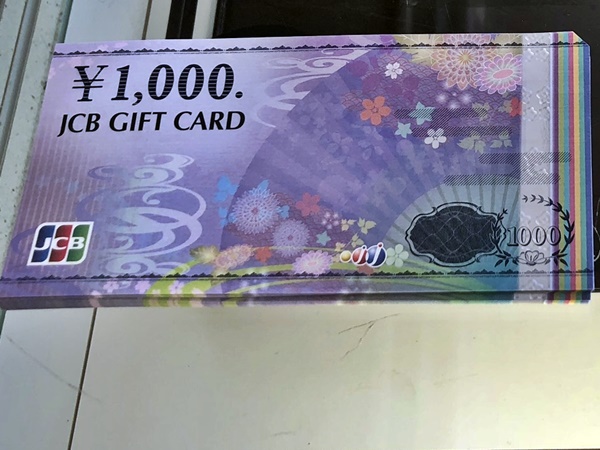 ¥1,000.
JCB GIFT CARD
JCB
1000